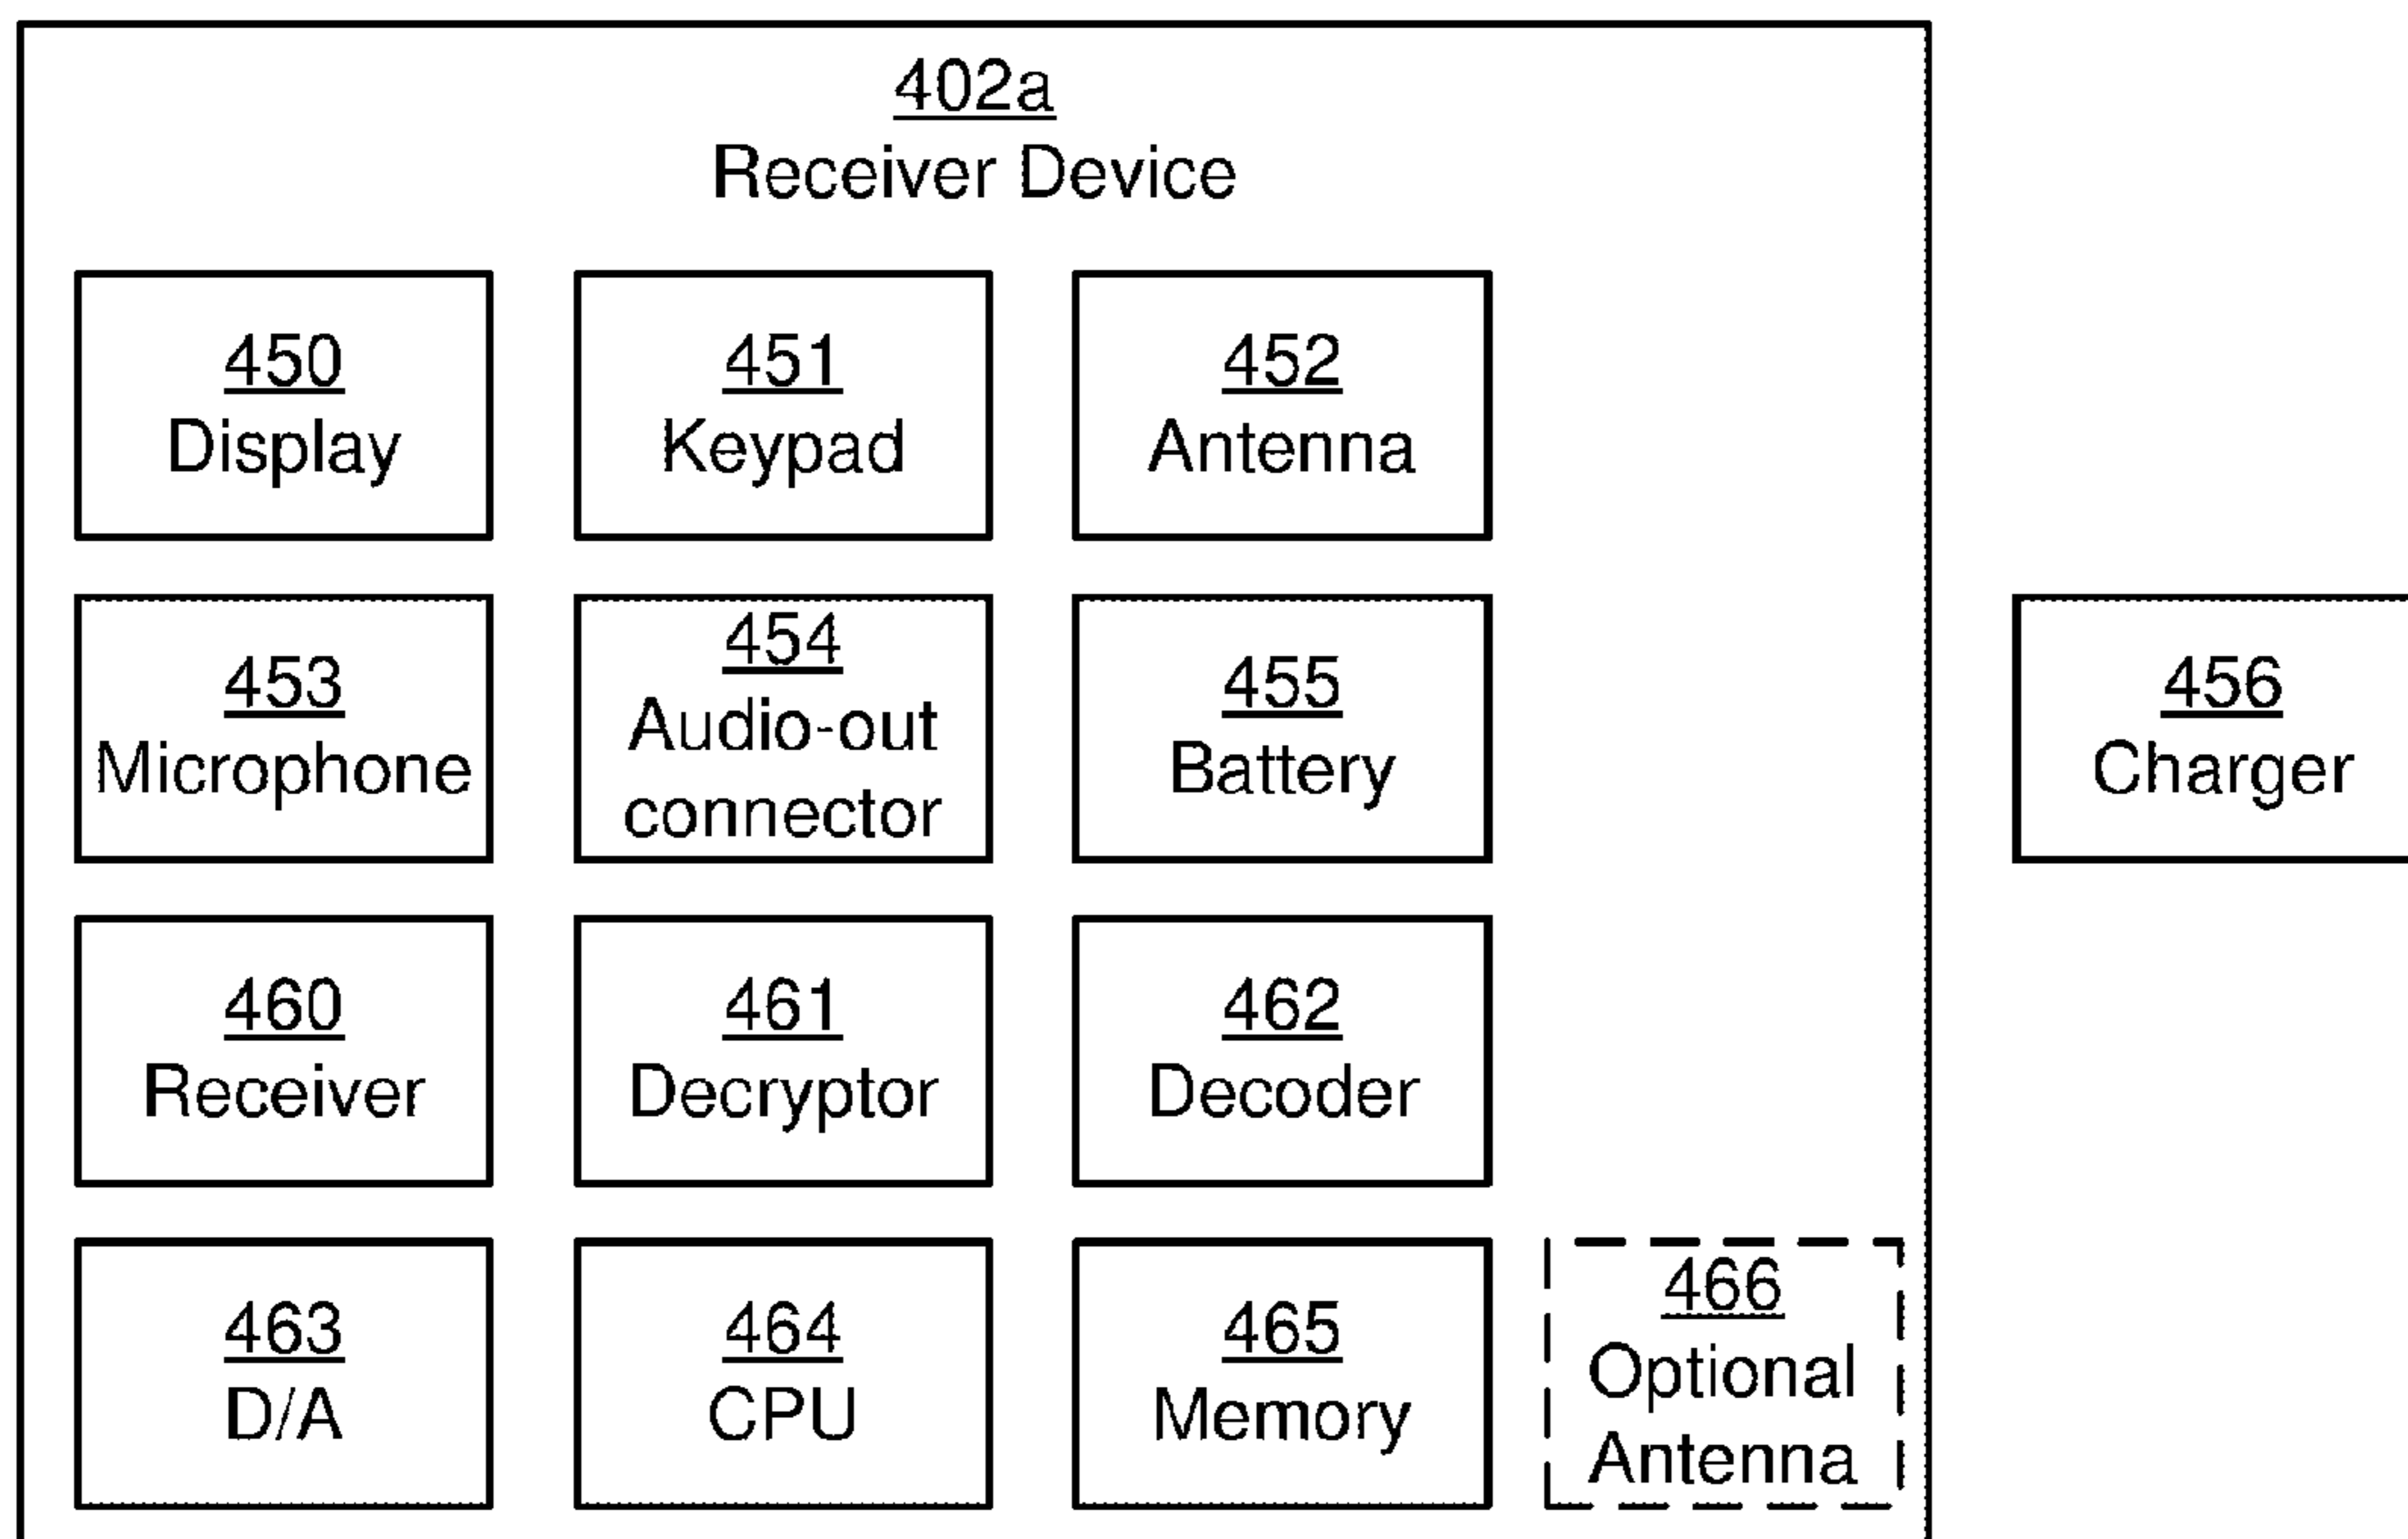 402a
Receiver Device
450
Display
451
Keypad
452
Antenna
453
Microphone
454
Audio-out
connector
455
Battery
456
Charger
460
Receiver
461
Decryptor
462
Decoder
463
D/A
464
CPU
465
Memory
466
Optional
Antenna